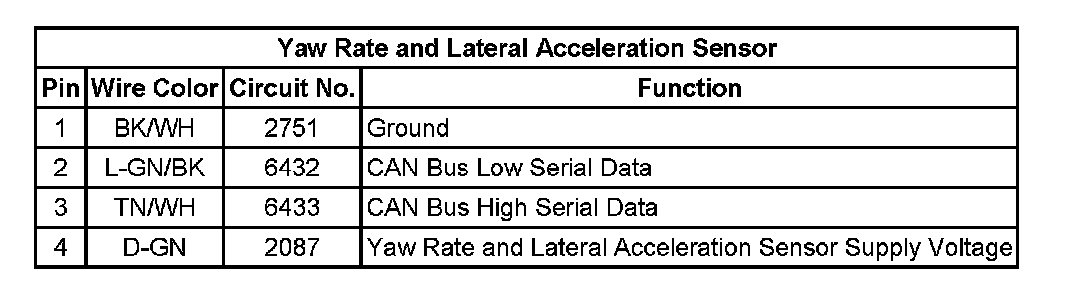 Yaw Rate and Lateral Acceleration Sensor
Pin Wire Color Circuit No. Function
1 BK/WH 2751 Ground
2 L-GN/BK 6432 CAN Bus Low Serial Data
3 TN/WH 6433 CAN Bus High Serial Data
4 D-GN 2087 Yaw Rate and Lateral Acceleration Sensor Supply Voltage